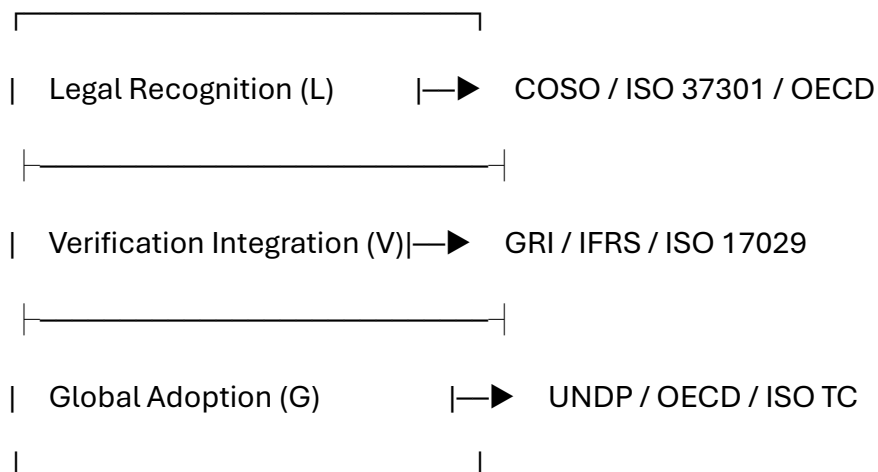 Legal Recognition (L) |—► COSO / ISO 37301 / OECD
Verification Integration (V)|—► GRI / IFRS / ISO 17029
Global Adoption (G) |—► UNDP / OECD / ISO TC